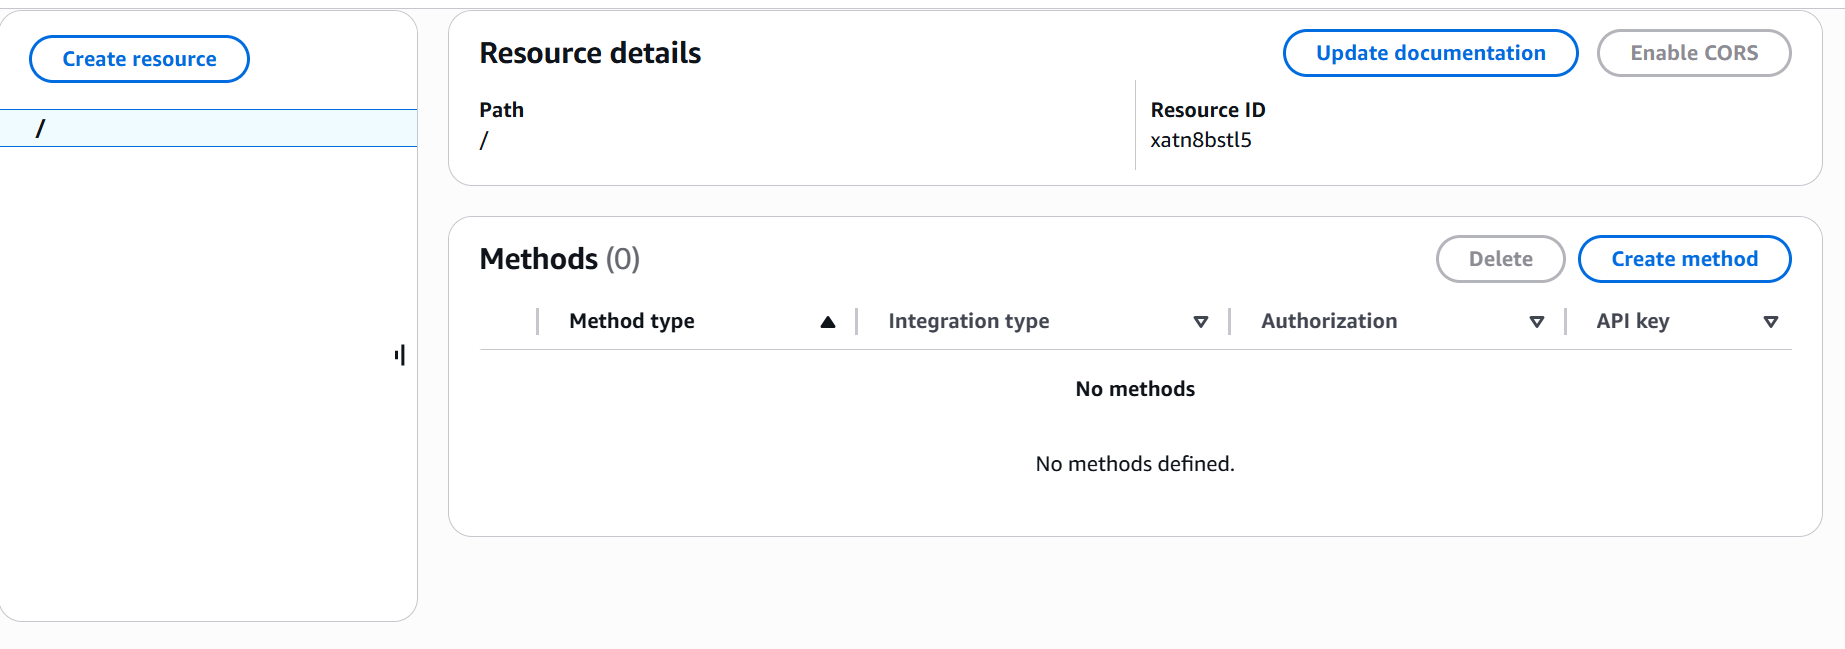 Create resource
/
Resource details
Update documentation
Enable CORS
Path
/
Resource ID
xatn8bstl5
Methods (0)
Delete
Create method
Method type
Integration type
Authorization
API key
No methods
No methods defined.